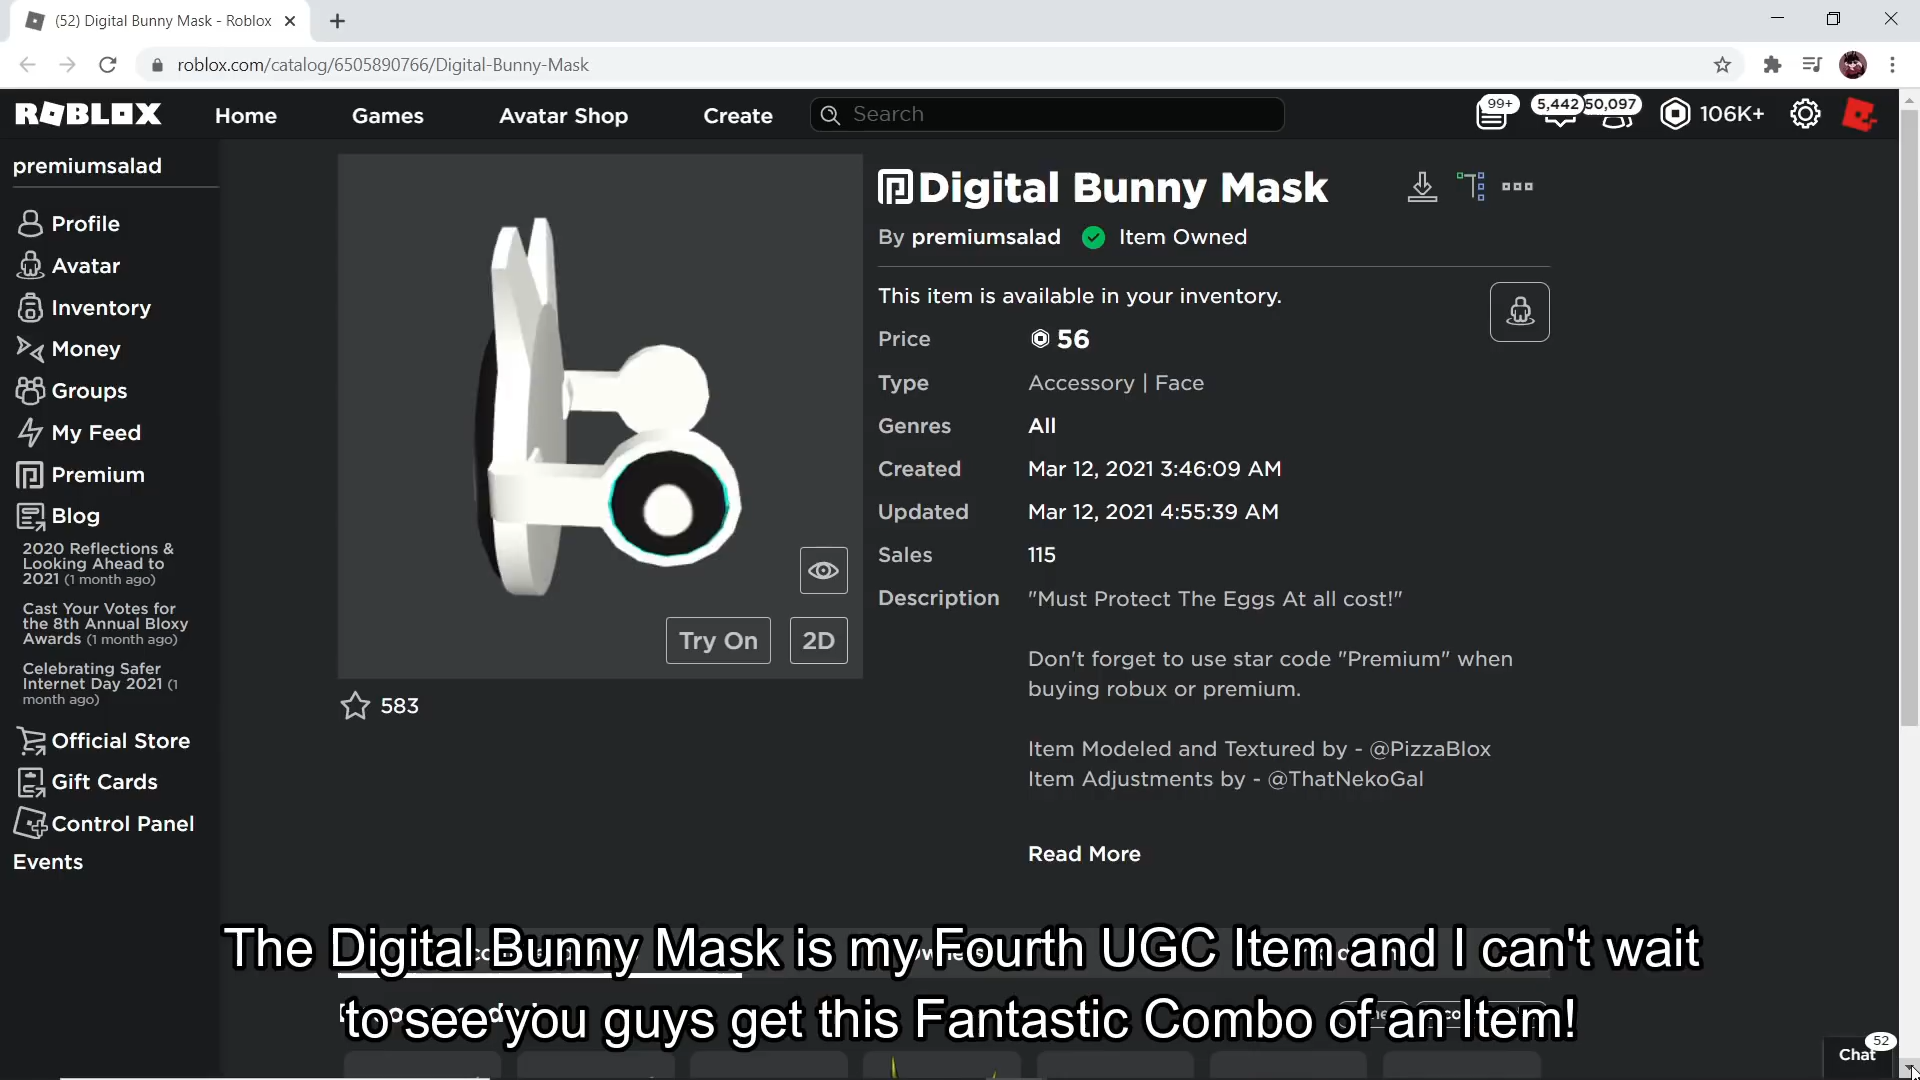 (52) Digital Bunny Mask - Roblox
roblox.com/catalog/6505890766/Digital-Bunny-Mask
ROBLOX
Home
Games
Avatar Shop
Create
Search
99+
5,442
50,097
106K+
premiumsalad
Profile
Avatar
Inventory
Money
Groups
My Feed
Premium
Blog
2020 Reflections &
Looking Ahead to
2021 (1 month ago)
Cast Your Votes for
the 8th Annual Bloxy
Awards (1 month ago)
Celebrating Safer
Internet Day 2021 (1
month ago)
Official Store
Gift Cards
Control Panel
Events
Try On
2D
583
Digital Bunny Mask
By premiumsalad Item Owned
This item is available in your inventory.
Price 56
Type Accessory | Face
Genres All
Created Mar 12, 2021 3:46:09 AM
Updated Mar 12, 2021 4:55:39 AM
Sales 115
Description "Must Protect The Eggs At all cost!"
Don't forget to use star code "Premium" when
buying robux or premium.
Item Modeled and Textured by - @PizzaBlox
Item Adjustments by - @ThatNekoGal
Read More
The Digital Bunny Mask is my Fourth UGC Item and I can't wait
to see you guys get this Fantastic Combo of an Item!
Chat
52